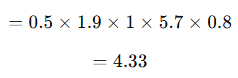 = 0.5 × 1.9 × 1 × 5.7 × 0.8
= 4.33